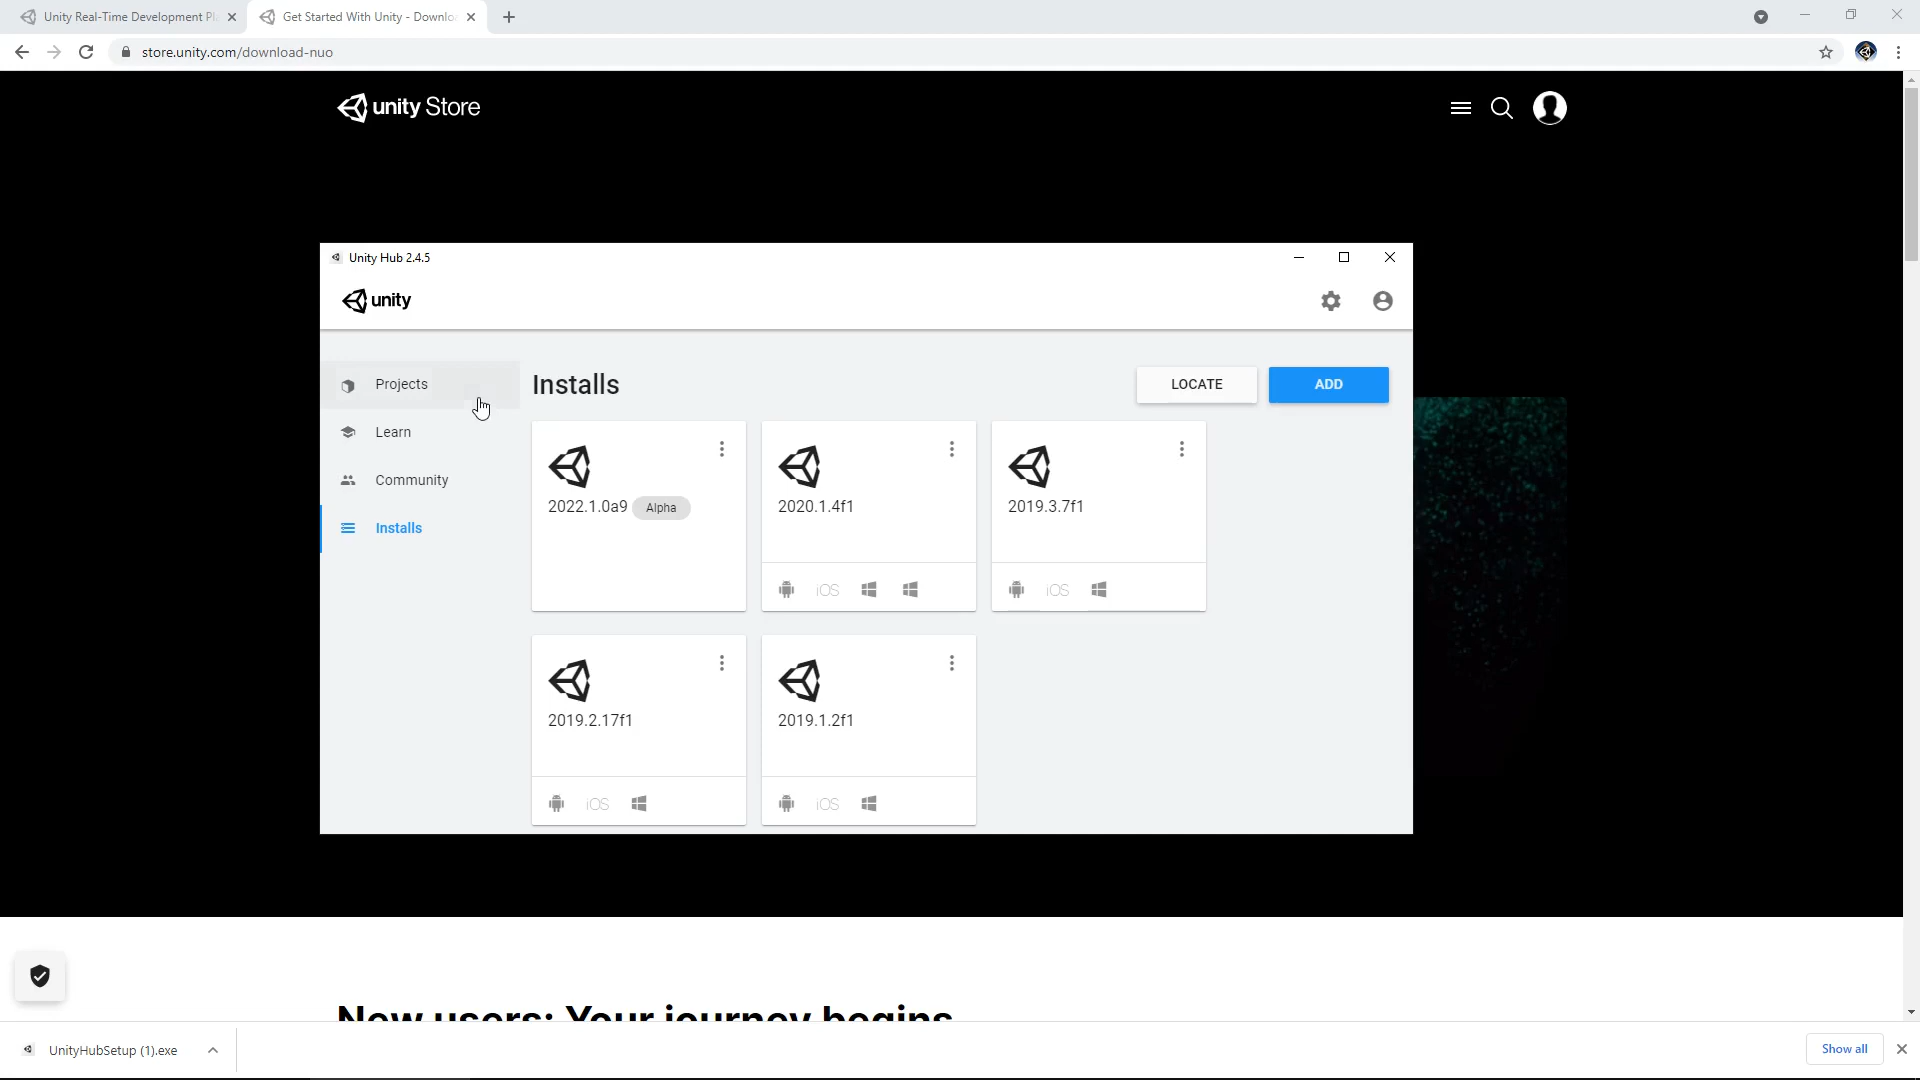 Unity Real-Time Development Pl
Get Started With Unity - Downlo
store.unity.com/download-nuo
unity Store
Unity Hub 2.4.5
unity
Projects
Learn
Community
Installs
Installs
LOCATE
ADD
2022.1.0a9 Alpha
2020.1.4f1
iOS
2019.3.7f1
iOS
2019.2.17f1
iOS
2019.1.2f1
iOS
New users: Your journey begins
UnityHubSetup (1).exe
Show all